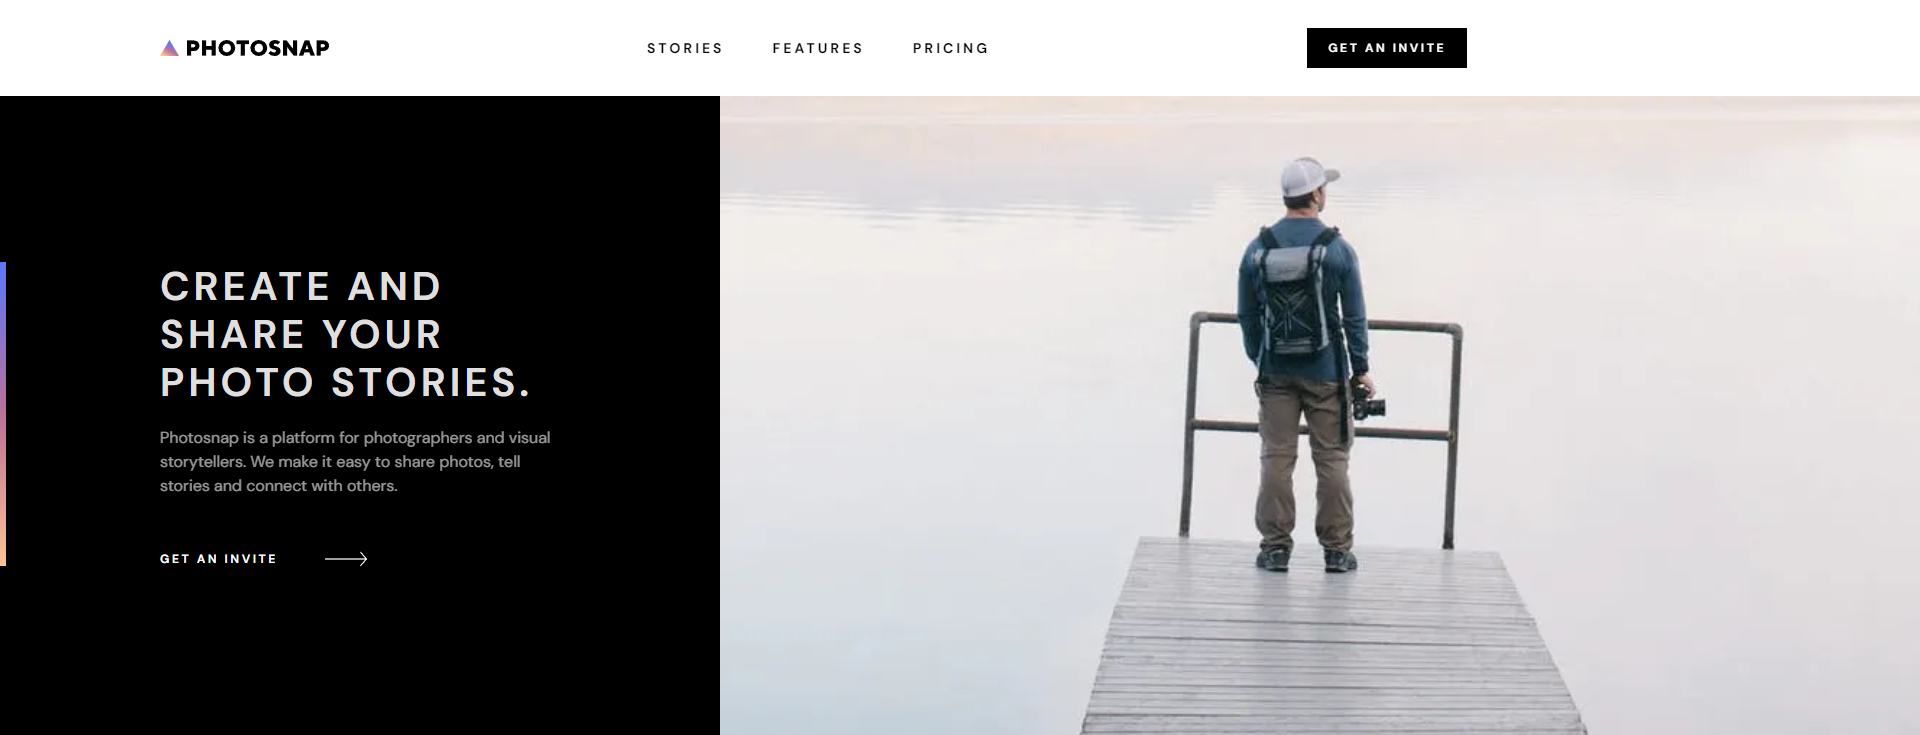 PHOTOSNAP
STORIES FEATURES PRICING
GET AN INVITE
CREATE AND
SHARE YOUR
PHOTO STORIES.
Photosnap is a platform for photographers and visual
storytellers. We make it easy to share photos, tell
stories and connect with others.
GET AN INVITE